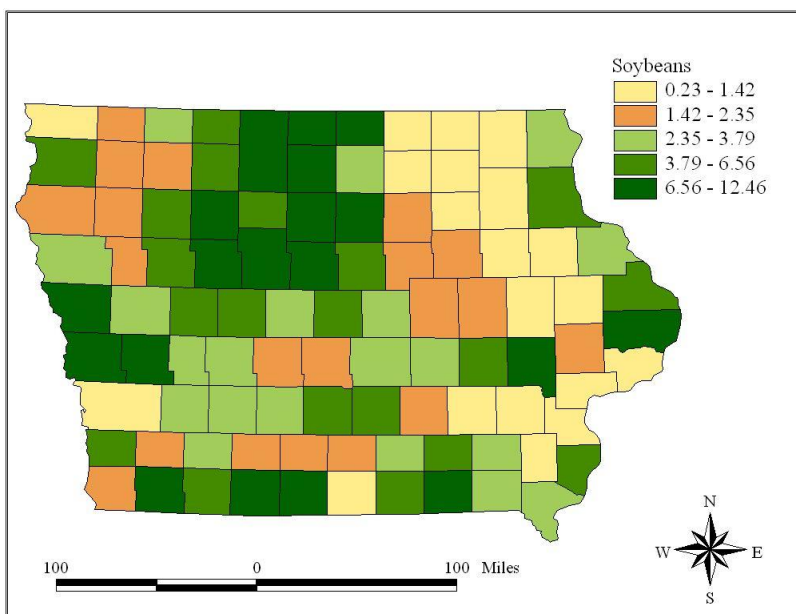 Soybeans
0.23 - 1.42
1.42 - 2.35
2.35 - 3.79
3.79 - 6.56
6.56 - 12.46
N
W E
S
100 0 100 Miles